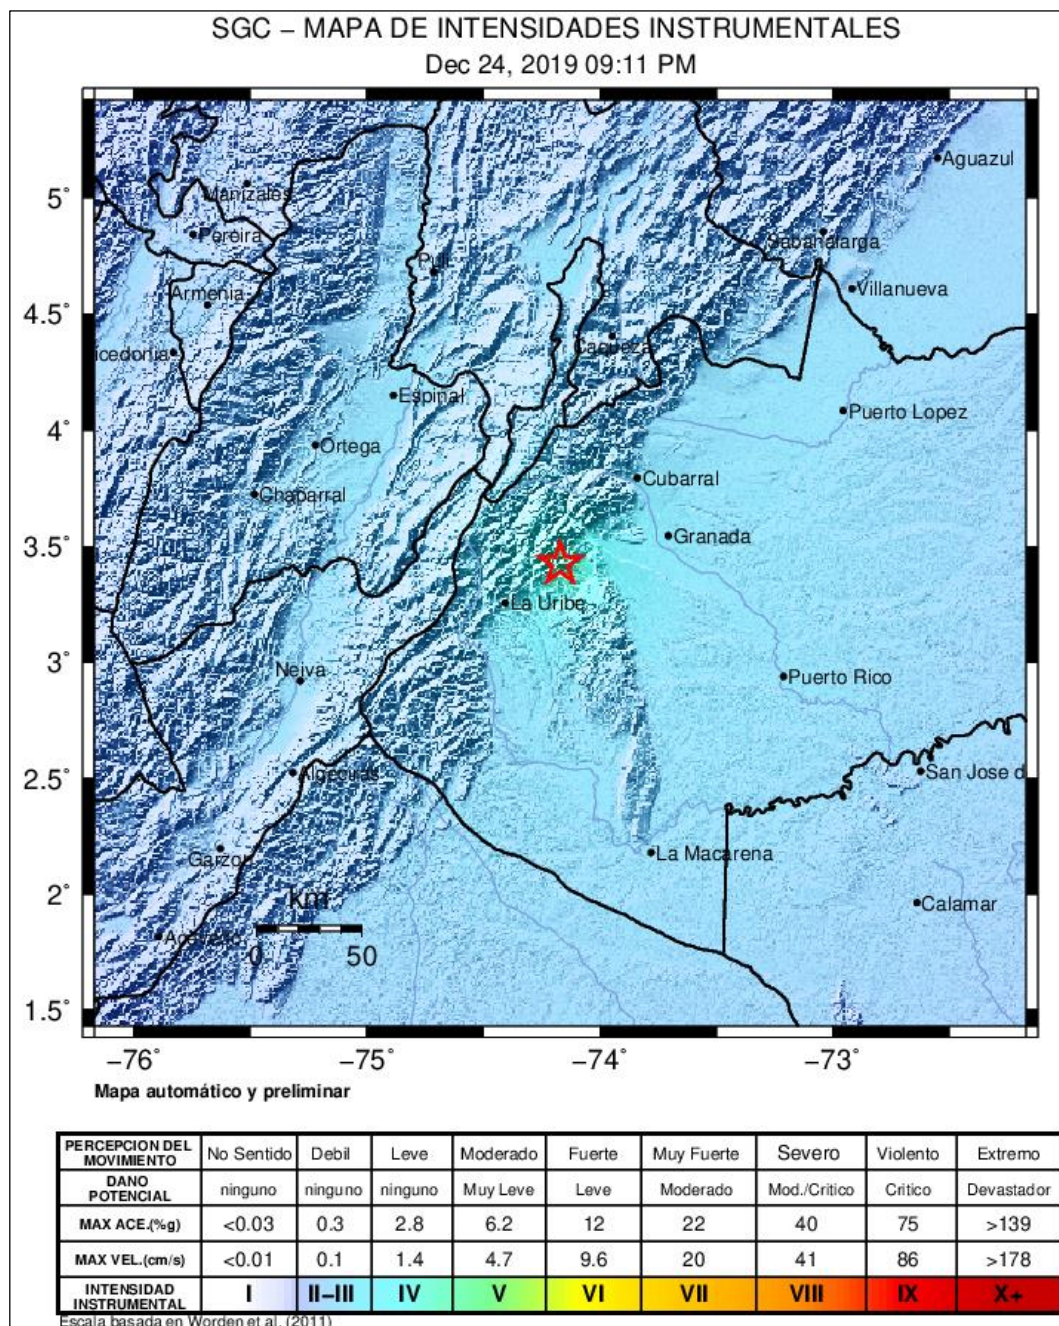 SGC − MAPA DE INTENSIDADES INSTRUMENTALES
Dec 24, 2019 09:11 PM
Aguazul
5˚
Manizales
Pereira
Sabanalarga
Puli
Armenia
Villanueva
4.5˚
Caqueza
icedonia
Espinal
Puerto Lopez
4˚
Ortega
Cubarral
Chaparral
Granada
3.5˚
La Uribe
3˚
Neiva
Puerto Rico
2.5˚
Algeciras
San Jose d
La Macarena
Garzon
2˚
km
Calamar
0 50
1.5˚
−76˚ −75˚ −74˚ −73˚
Mapa automático y preliminar
PERCEPCION DEL MOVIMIENTO No Sentido Debil Leve Moderado Fuerte Muy Fuerte Severo Violento Extremo
DANO POTENCIAL ninguno ninguno ninguno Muy Leve Leve Moderado Mod./Critico Critico Devastador
MAX ACE.(%g) <0.03 0.3 2.8 6.2 12 22 40 75 >139
MAX VEL.(cm/s) <0.01 0.1 1.4 4.7 9.6 20 41 86 >178
INTENSIDAD INSTRUMENTAL I II−III IV V VI VII VIII IX X+
Escala basada en Worden et al. (2011)